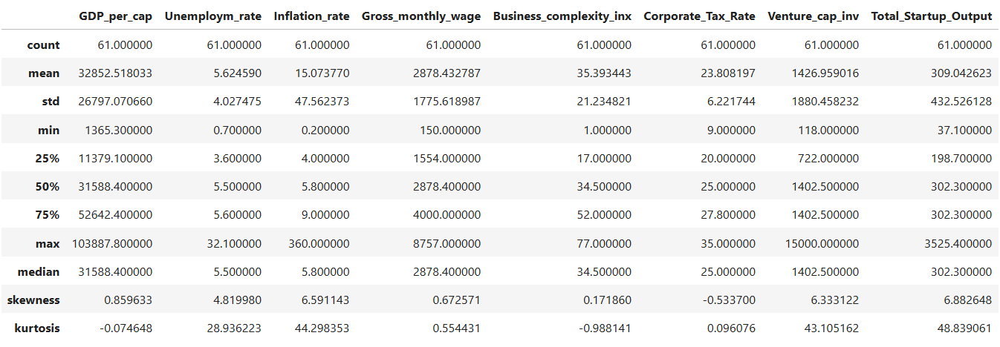 GDP_per_cap Unemploym_rate Inflation_rate Gross_monthly_wage Business_complexity_inx Corporate_Tax_Rate Venture_cap_inv Total_Startup_Output
count 61.000000 61.000000 61.000000 61.000000 61.000000 61.000000 61.000000 61.000000
mean 32852.518033 5.624590 15.073770 2878.432787 35.393443 23.808197 1426.959016 309.042623
std 26797.070660 4.027475 47.562373 1775.618987 21.234821 6.221744 1880.458232 432.526128
min 1365.300000 0.700000 0.200000 150.000000 1.000000 9.000000 118.000000 37.100000
25% 11379.100000 3.600000 4.000000 1554.000000 17.000000 20.000000 722.000000 198.700000
50% 31588.400000 5.500000 5.800000 2878.400000 34.500000 25.000000 1402.500000 302.300000
75% 52642.400000 5.600000 9.000000 4000.000000 52.000000 27.800000 1402.500000 302.300000
max 103887.800000 32.100000 360.000000 8757.000000 77.000000 35.000000 15000.000000 3525.400000
median 31588.400000 5.500000 5.800000 2878.400000 34.500000 25.000000 1402.500000 302.300000
skewness 0.859633 4.819980 6.591143 0.672571 0.171860 -0.533700 6.333122 6.882648
kurtosis -0.074648 28.936223 44.298353 0.554431 -0.988141 0.096076 43.105162 48.839061